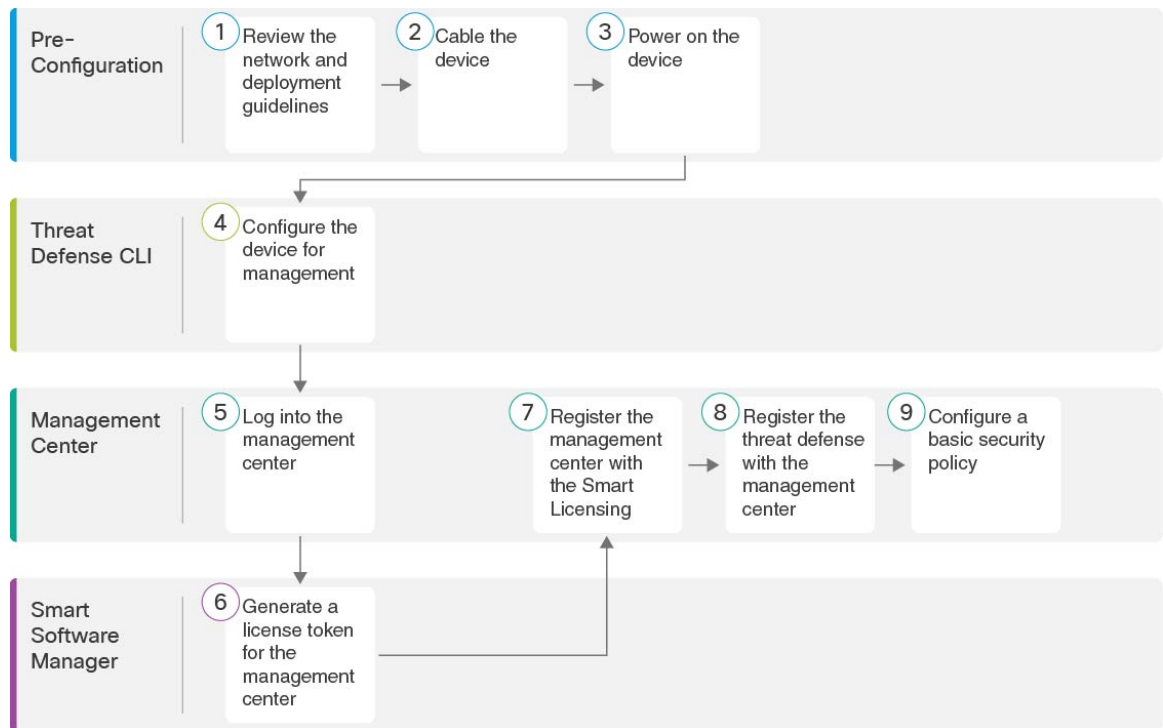 Pre-
Configuration
1
Review the
network and
deployment
guidelines
2
Cable the
device
3
Power on the
device
Threat
Defense CLI
4
Configure the
device for
management
Management
Center
5
Log into the
management
center
7
Register the
management
center with
the Smart
Licensing
8
Register the
threat defense
with the
management
center
9
Configure a
basic security
policy
Smart
Software
Manager
6
Generate a
license token
for the
management
center